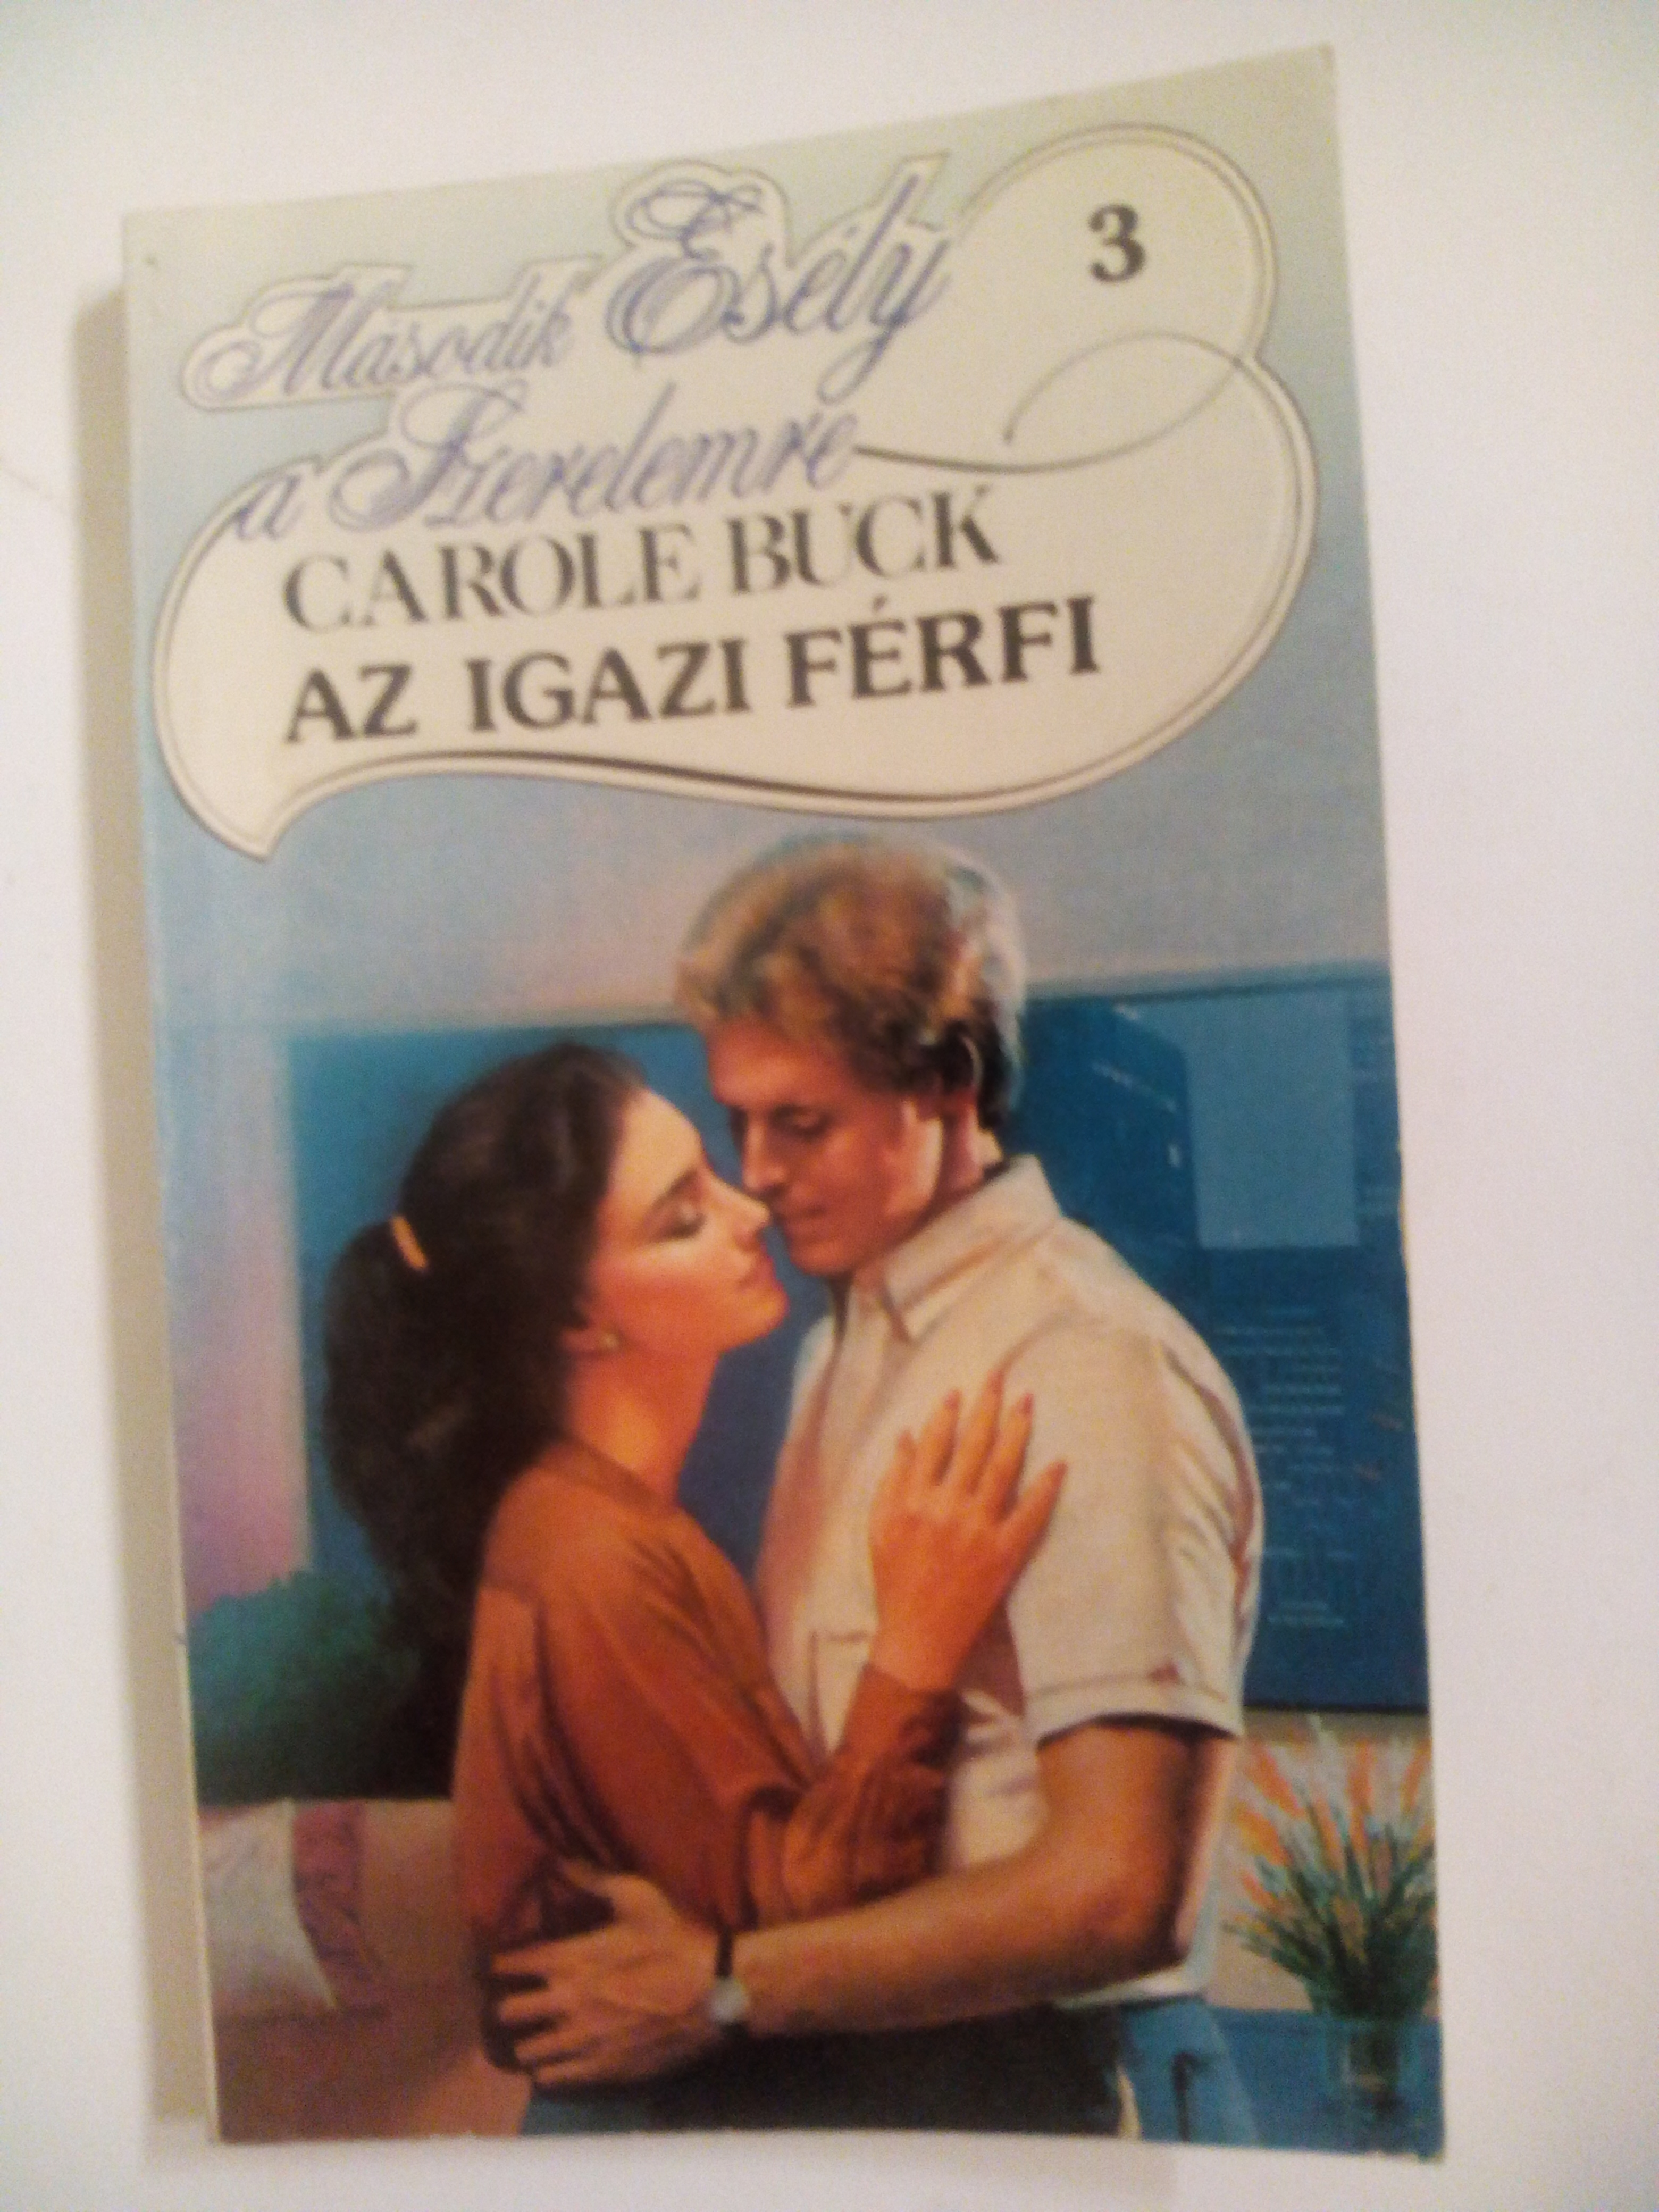 Második Esély
3
a Szerelemre
CAROLE BUCK
AZ IGAZI FÉRFI